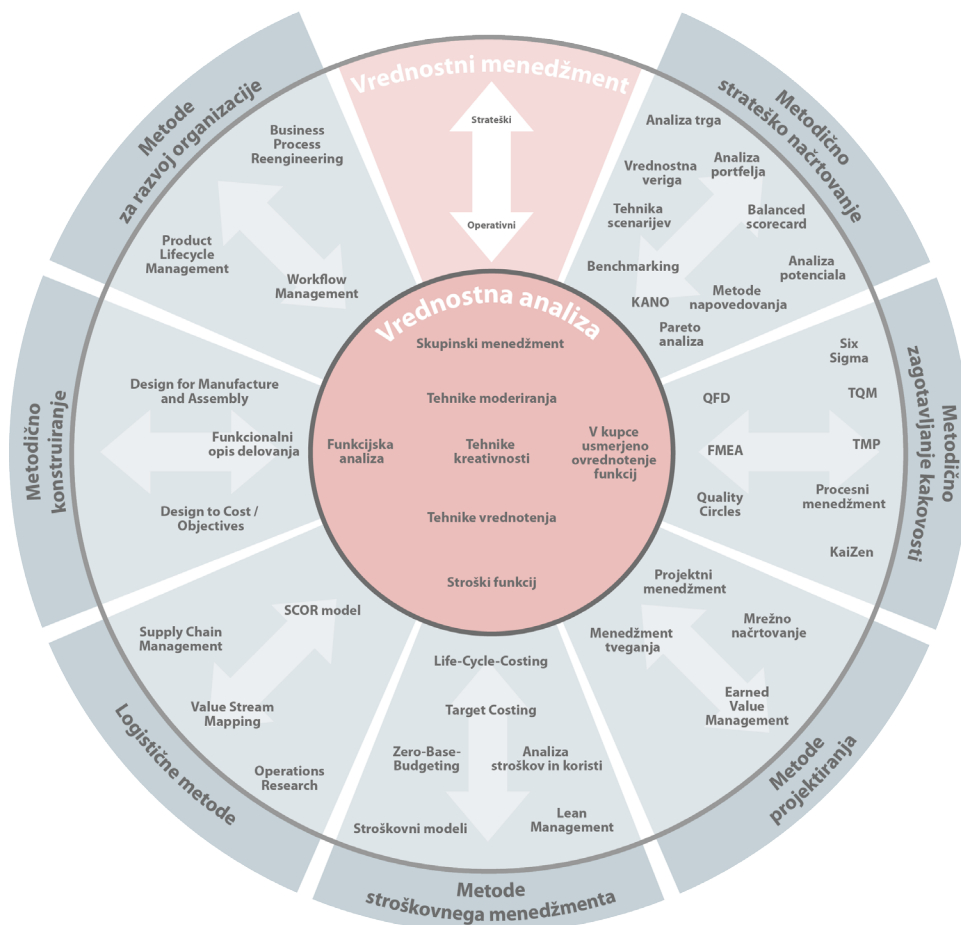 Vrednostni menedžment
Strateški
Operativni
Vrednostna analiza
Skupinski menedžment
Tehnike moderiranja
Funkcijska
analiza
Tehnike
kreativnosti
V kupce
usmerjeno
ovrednotenje
funkcij
Tehnike vrednotenja
Stroški funkcij
Metodično
strateško načrtovanje
Analiza trga
Vrednostna
veriga
Analiza
portfelja
Tehnika
scenarijev
Balanced
scorecard
Benchmarking
Analiza
potenciala
KANO
Metode
napovedovanja
Pareto
analiza
Metodično
zagotavljanje kakovosti
Six
Sigma
QFD
TQM
FMEA
TMP
Quality
Circles
Procesni
menedžment
KaiZen
Metode
projektiranja
Projektni
menedžment
Menedžment
tveganja
Mrežno
načrtovanje
Earned
Value
Management
Metode
stroškovnega menedžmenta
Life-Cycle-Costing
Target Costing
Zero-Base-
Budgeting
Analiza
stroškov in koristi
Stroškovni modeli
Lean
Management
Logistične metode
SCOR model
Supply Chain
Management
Value Stream
Mapping
Operations
Research
Metodično
konstruiranje
Design for Manufacture
and Assembly
Funkcionalni
opis delovanja
Design to Cost /
Objectives
Metode
za razvoj organizacije
Business
Process
Reengineering
Product
Lifecycle
Management
Workflow
Management